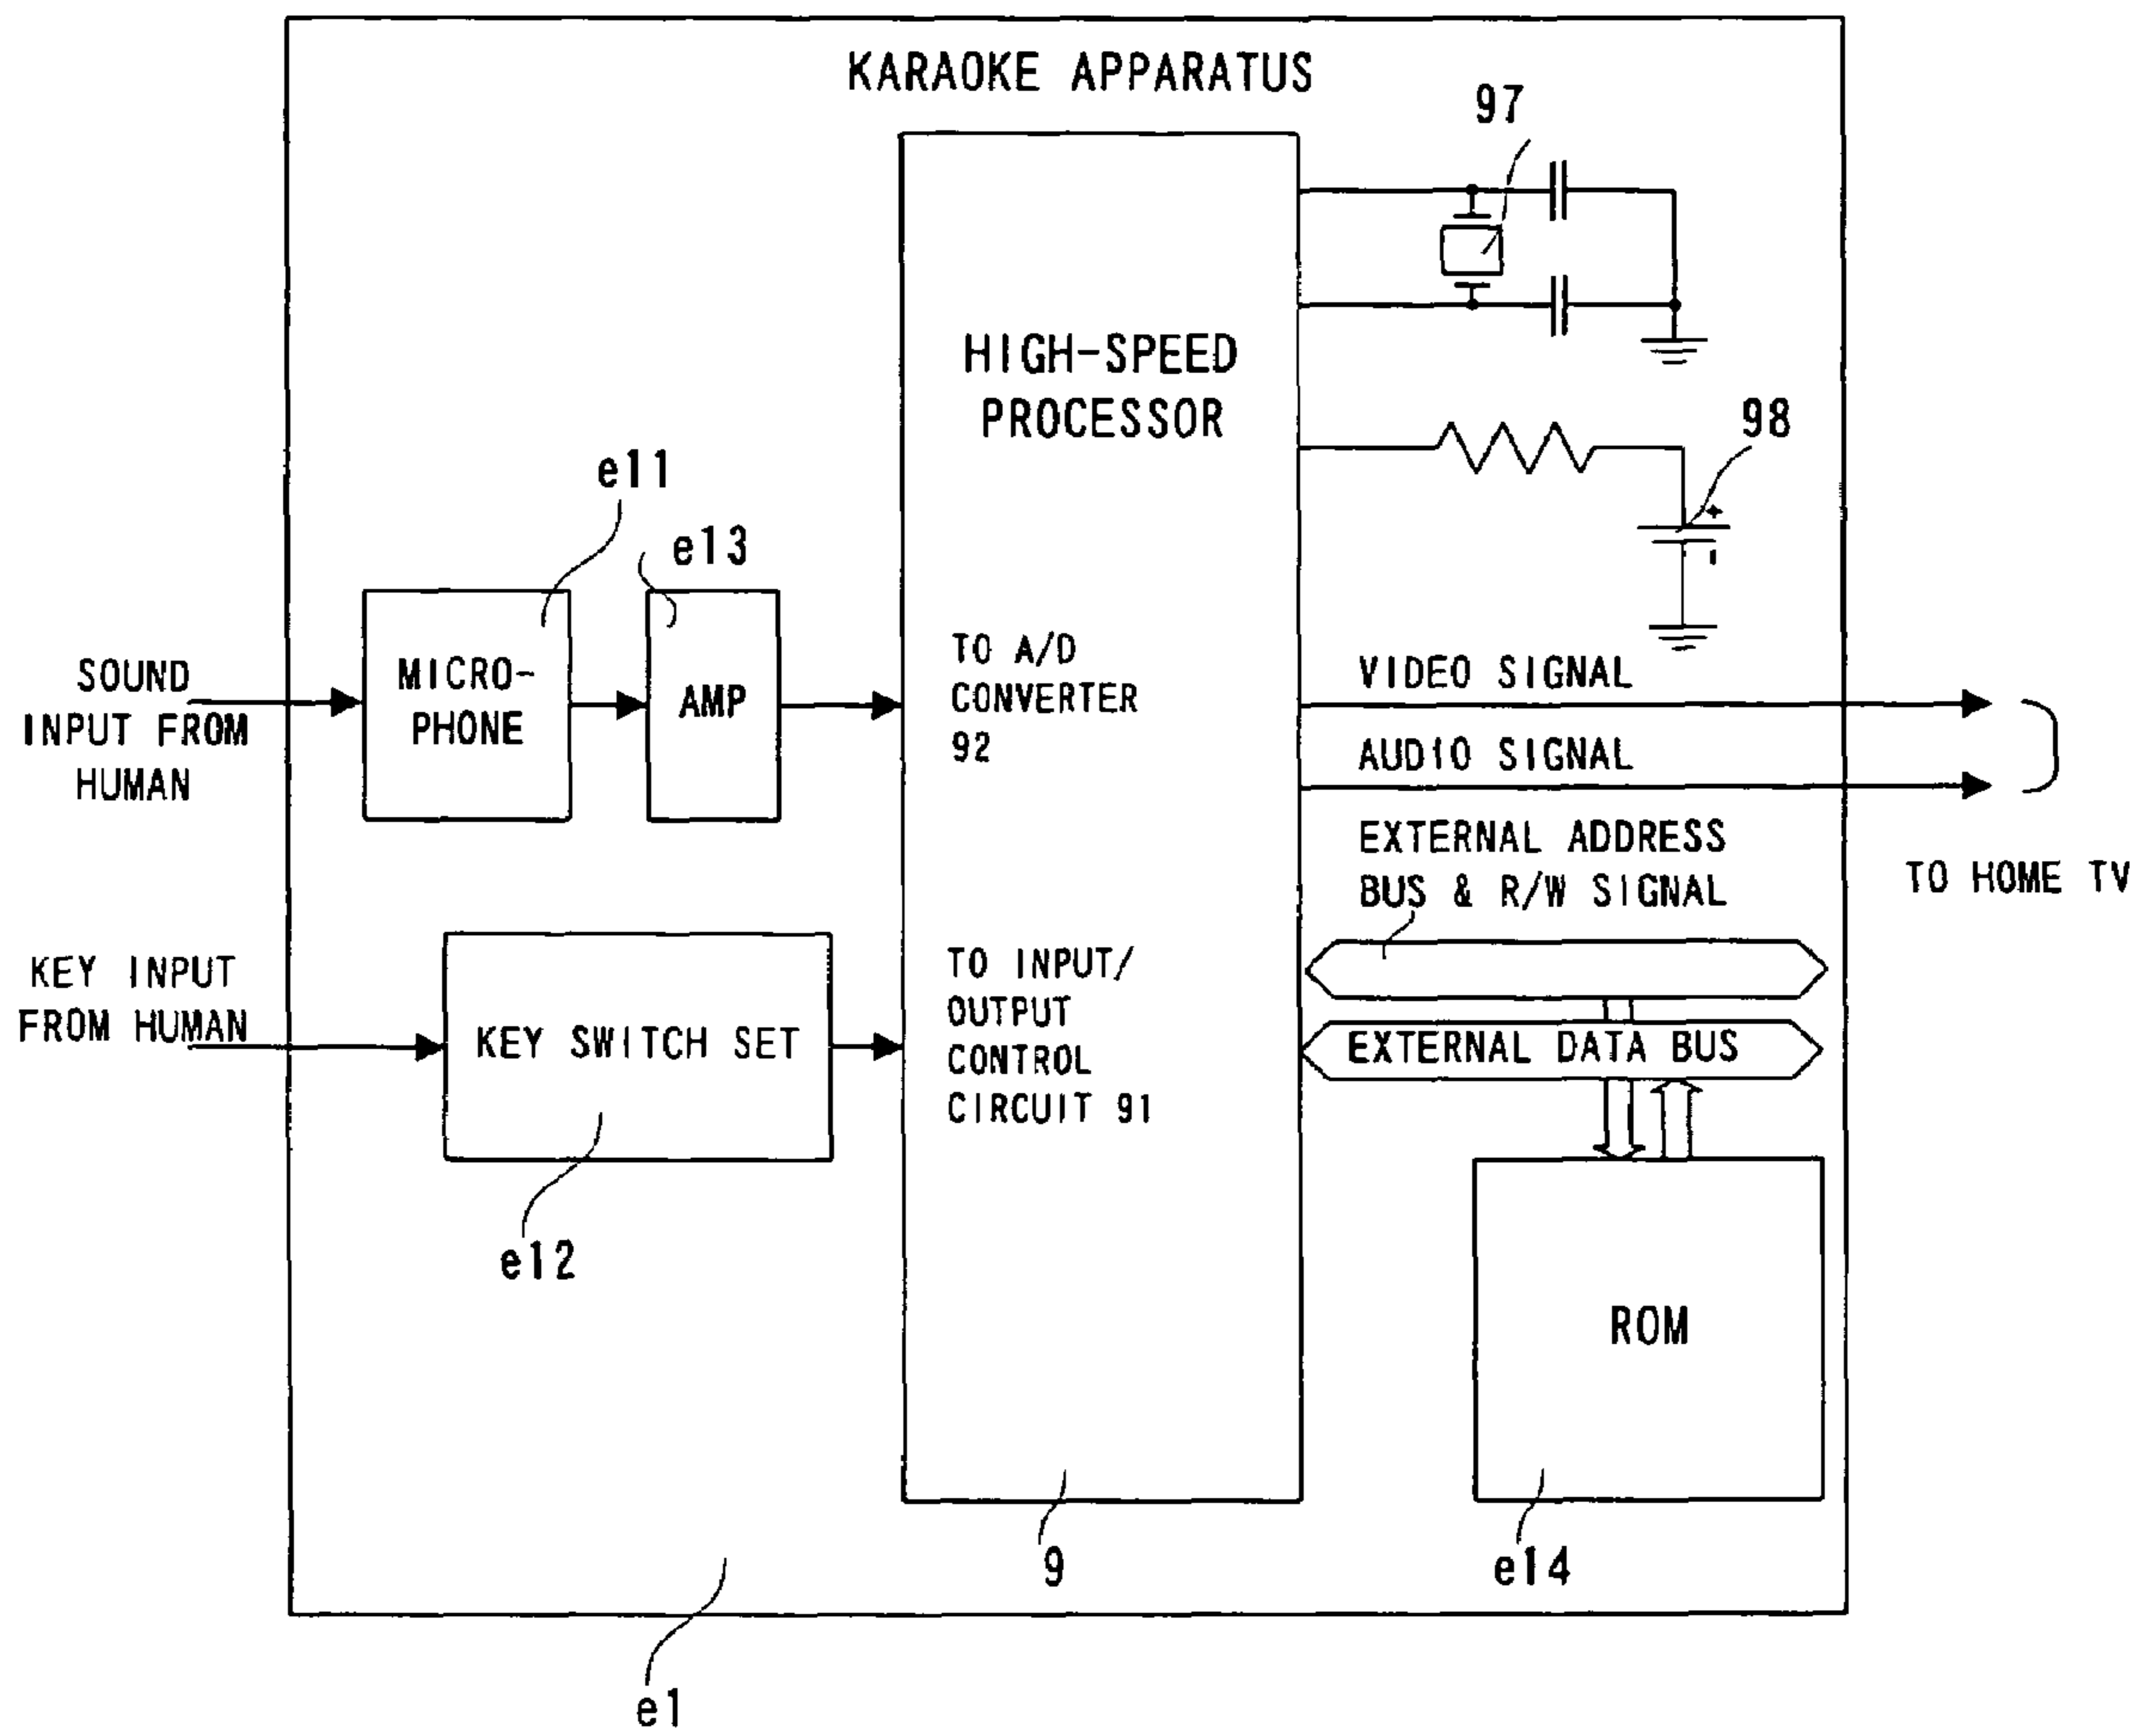 KARAOKE APPARATUS
97
HIGH-SPEED
PROCESSOR
98
e11
e13
SOUND
INPUT FROM
HUMAN
MICRO-
PHONE
AMP
TO A/D
CONVERTER
92
VIDEO SIGNAL
AUDIO SIGNAL
EXTERNAL ADDRESS
BUS & R/W SIGNAL
TO HOME TV
KEY INPUT
FROM HUMAN
KEY SWITCH SET
TO INPUT/
OUTPUT
CONTROL
CIRCUIT 91
EXTERNAL DATA BUS
e12
ROM
9
e14
e1